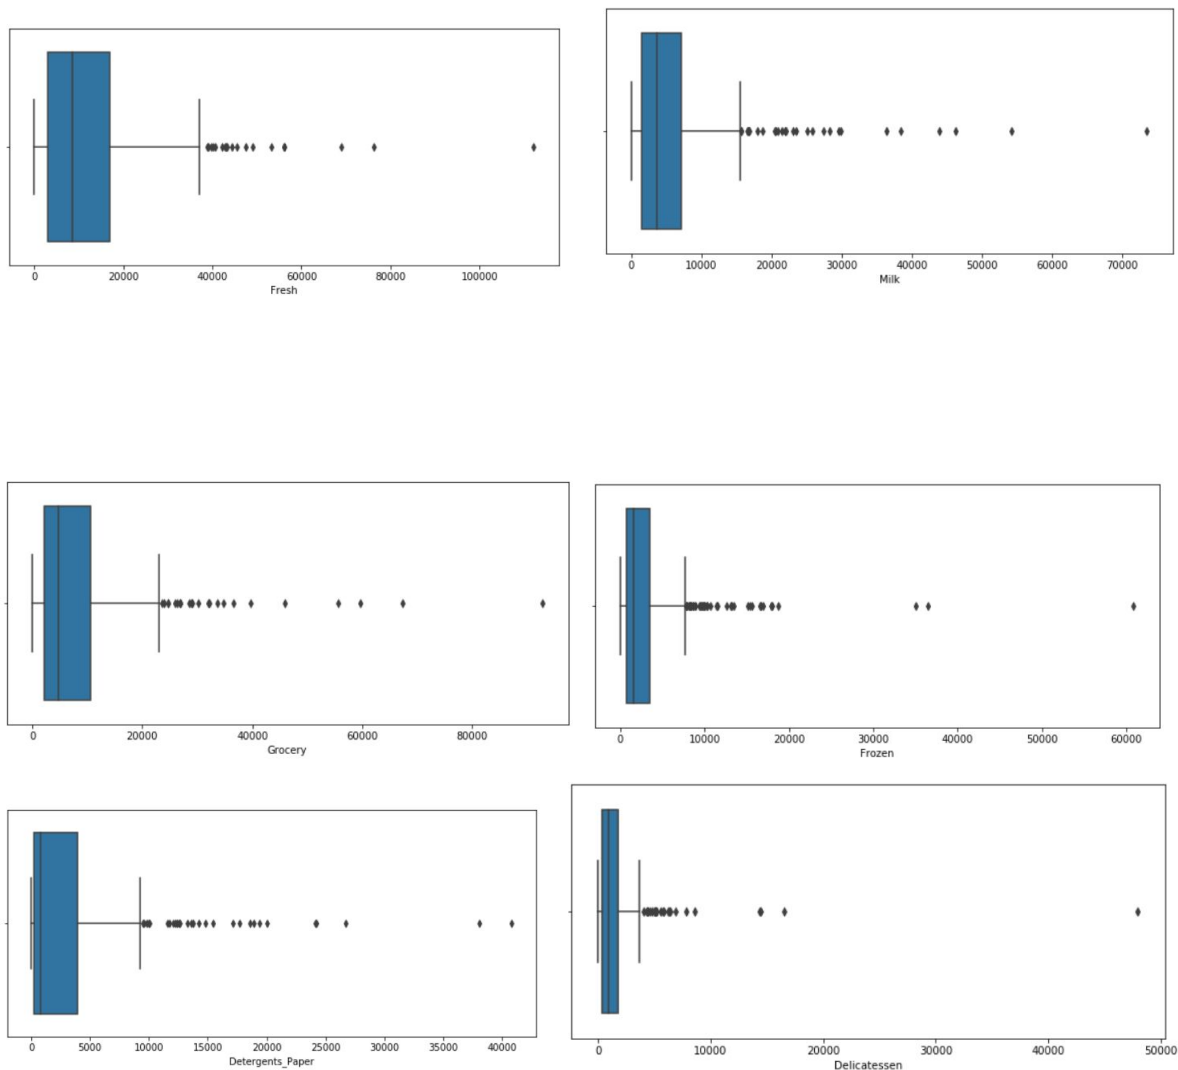 0 20000 40000 60000 80000 100000
Fresh
0 10000 20000 30000 40000 50000 60000 70000
Milk
0 20000 40000 60000 80000
Grocery
0 10000 20000 30000 40000 50000 60000
Frozen
0 5000 10000 15000 20000 25000 30000 35000 40000
Detergents_Paper
0 10000 20000 30000 40000 50000
Delicatessen